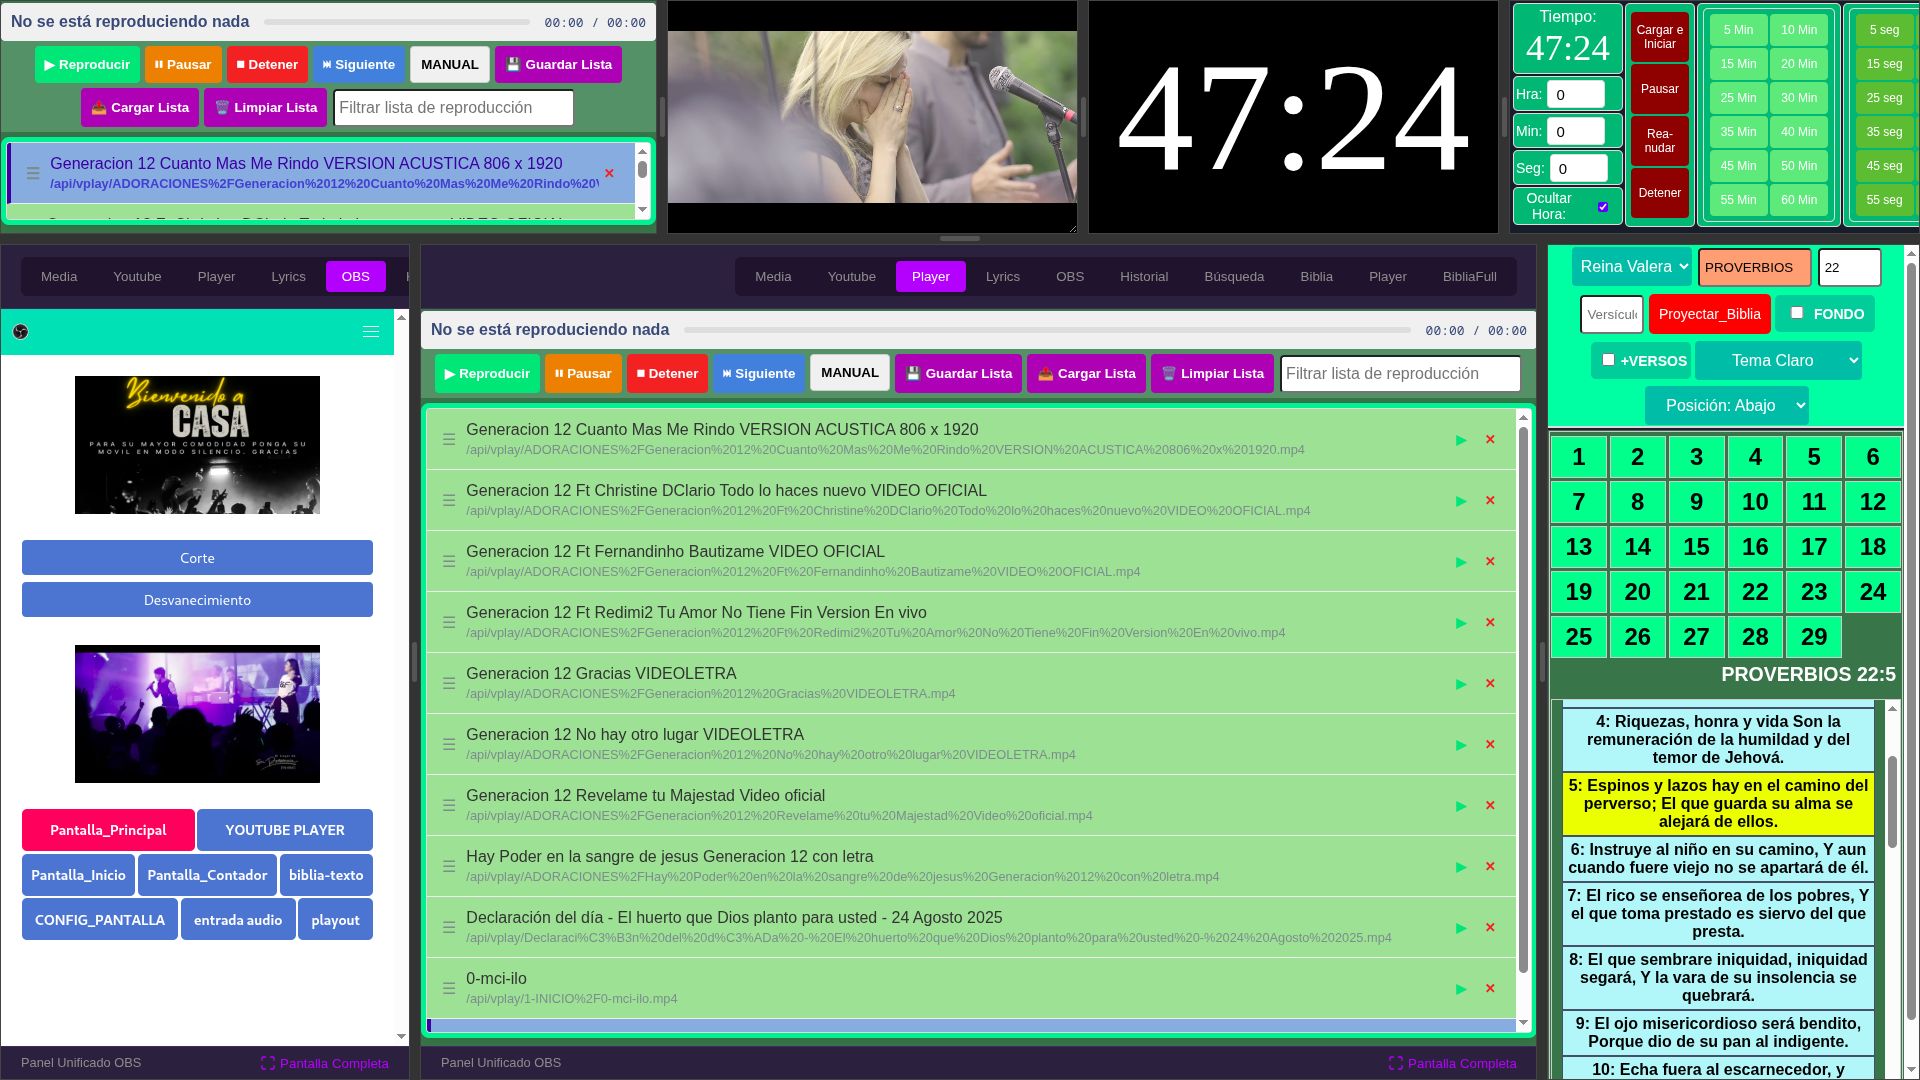 No se está reproduciendo nada
00:00 / 00:00
Reproducir
Pausar
Detener
Siguiente
MANUAL
Guardar Lista
Cargar Lista
Limpiar Lista
Filtrar lista de reproducción
Generacion 12 Cuanto Mas Me Rindo VERSION ACUSTICA 806 x 1920
/api/vplay/ADORACIONES%2FGeneracion%2012%20Cuanto%20Mas%20Me%20Rindo%20
47:24
Tiempo:
47:24
Hra: 0
Min: 0
Seg: 0
Ocultar
Hora:
Cargar e
Iniciar
Pausar
Rea-
nudar
Detener
5 Min 10 Min
15 Min 20 Min
25 Min 30 Min
35 Min 40 Min
45 Min 50 Min
55 Min 60 Min
5 seg
15 seg
25 seg
35 seg
45 seg
55 seg
Media Youtube Player Lyrics OBS
Bienvenido a
CASA
PARA SU MAYOR COMODIDAD PONGA SU
MOVIL EN MODO SILENCIO. GRACIAS
Corte
Desvanecimiento
Pantalla_Principal YOUTUBE PLAYER
Pantalla_Inicio Pantalla_Contador biblia-texto
CONFIG_PANTALLA entrada audio playout
Panel Unificado OBS Pantalla Completa
Media Youtube Player Lyrics OBS Historial Búsqueda Biblia Player BibliaFull
No se está reproduciendo nada 00:00 / 00:00
Reproducir Pausar Detener Siguiente MANUAL Guardar Lista Cargar Lista Limpiar Lista Filtrar lista de reproducción
Generacion 12 Cuanto Mas Me Rindo VERSION ACUSTICA 806 x 1920
/api/vplay/ADORACIONES%2FGeneracion%2012%20Cuanto%20Mas%20Me%20Rindo%20VERSION%20ACUSTICA%20806%20x%201920.mp4
Generacion 12 Ft Christine DClario Todo lo haces nuevo VIDEO OFICIAL
/api/vplay/ADORACIONES%2FGeneracion%2012%20Ft%20Christine%20DClario%20Todo%20lo%20haces%20nuevo%20VIDEO%20OFICIAL.mp4
Generacion 12 Ft Fernandinho Bautizame VIDEO OFICIAL
/api/vplay/ADORACIONES%2FGeneracion%2012%20Ft%20Fernandinho%20Bautizame%20VIDEO%20OFICIAL.mp4
Generacion 12 Ft Redimi2 Tu Amor No Tiene Fin Version En vivo
/api/vplay/ADORACIONES%2FGeneracion%2012%20Ft%20Redimi2%20Tu%20Amor%20No%20Tiene%20Fin%20Version%20En%20vivo.mp4
Generacion 12 Gracias VIDEOLETRA
/api/vplay/ADORACIONES%2FGeneracion%2012%20Gracias%20VIDEOLETRA.mp4
Generacion 12 No hay otro lugar VIDEOLETRA
/api/vplay/ADORACIONES%2FGeneracion%2012%20No%20hay%20otro%20lugar%20VIDEOLETRA.mp4
Generacion 12 Revelame tu Majestad Video oficial
/api/vplay/ADORACIONES%2FGeneracion%2012%20Revelame%20tu%20Majestad%20Video%20oficial.mp4
Hay Poder en la sangre de jesus Generacion 12 con letra
/api/vplay/ADORACIONES%2FHay%20Poder%20en%20la%20sangre%20de%20jesus%20Generacion%2012%20con%20letra.mp4
Declaración del día - El huerto que Dios planto para usted - 24 Agosto 2025
/api/vplay/Declaraci%C3%B3n%20del%20d%C3%ADa%20-%20El%20huerto%20que%20Dios%20planto%20para%20usted%20-%2024%20Agosto%202025.mp4
0-mci-ilo
/api/vplay/1-INICIO%2F0-mci-ilo.mp4
Panel Unificado OBS Pantalla Completa
Reina Valera PROVERBIOS 22
Versícul Proyectar_Biblia FONDO
+VERSOS Tema Claro
Posición: Abajo
1 2 3 4 5 6
7 8 9 10 11 12
13 14 15 16 17 18
19 20 21 22 23 24
25 26 27 28 29
PROVERBIOS 22:5
4: Riquezas, honra y vida Son la
remuneración de la humildad y del
temor de Jehová.
5: Espinos y lazos hay en el camino del
perverso; El que guarda su alma se
alejará de ellos.
6: Instruye al niño en su camino, Y aun
cuando fuere viejo no se apartará de él.
7: El rico se enseñorea de los pobres, Y
el que toma prestado es siervo del que
presta.
8: El que sembrare iniquidad, iniquidad
segará, Y la vara de su insolencia se
quebrará.
9: El ojo misericordioso será bendito,
Porque dio de su pan al indigente.
10: Echa fuera al escarnecedor, y